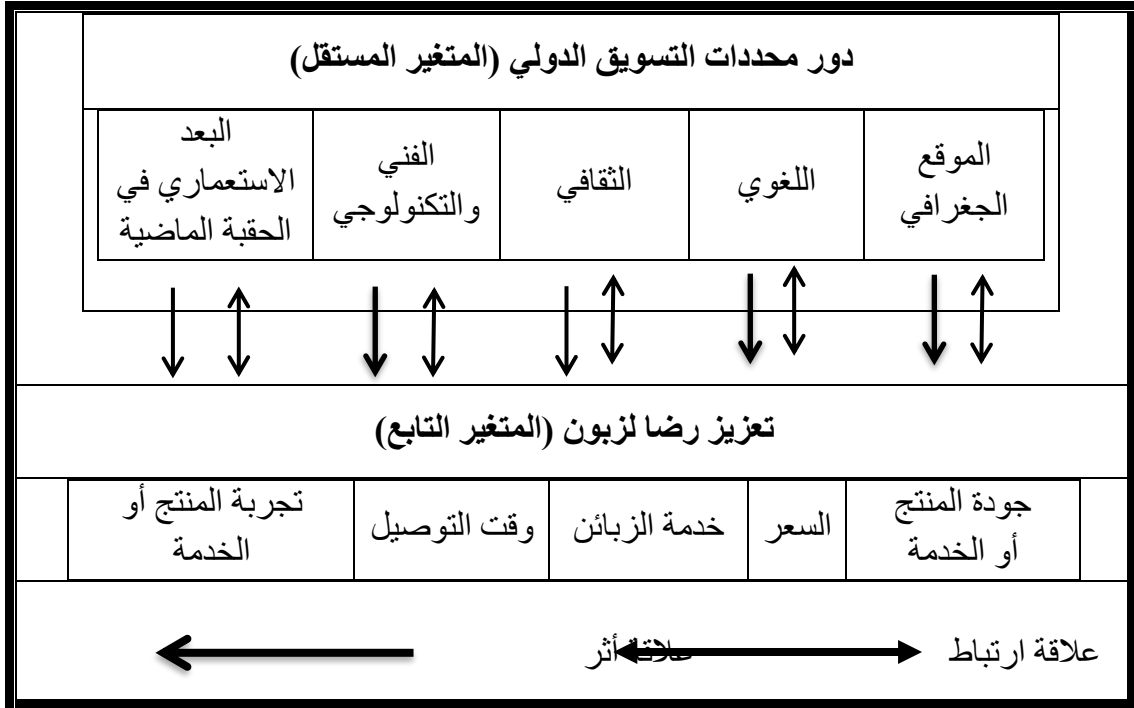 دور محددات التسويق الدولي (المتغير المستقل)
الموقع
الجغرافي
اللغوي
الثقافي
الفني
والتكنولوجي
البعد
الاستعماري في
الحقبة الماضية
تعزيز رضا لزبون (المتغير التابع)
جودة المنتج
أو الخدمة
السعر
خدمة الزبائن
وقت التوصيل
تجربة المنتج أو
الخدمة
علاقة ارتباط
علاقة أثر